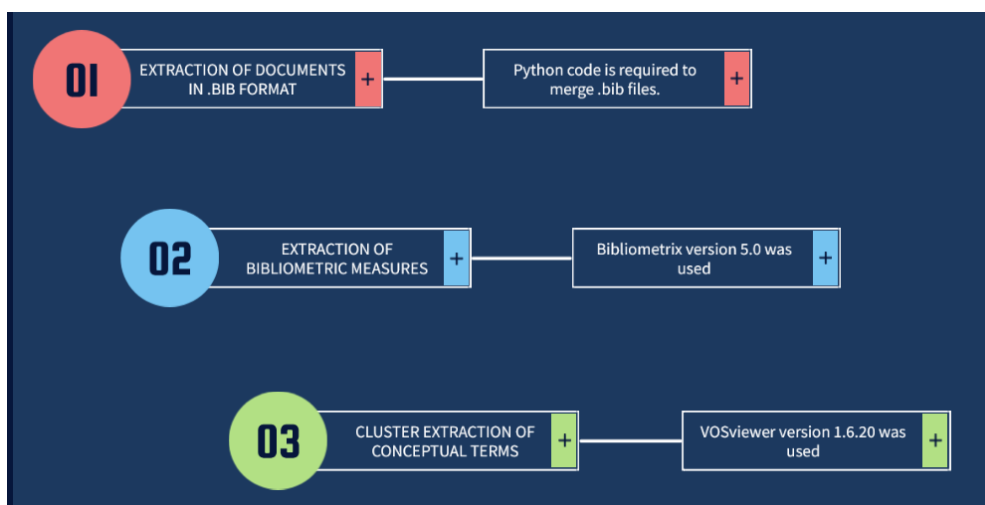 01
EXTRACTION OF DOCUMENTS
IN .BIB FORMAT
+
Python code is required to
merge .bib files.
+
02
EXTRACTION OF
BIBLIOMETRIC MEASURES
+
Bibliometrix version 5.0 was
used
+
03
CLUSTER EXTRACTION OF
CONCEPTUAL TERMS
+
VOSviewer version 1.6.20 was
used
+